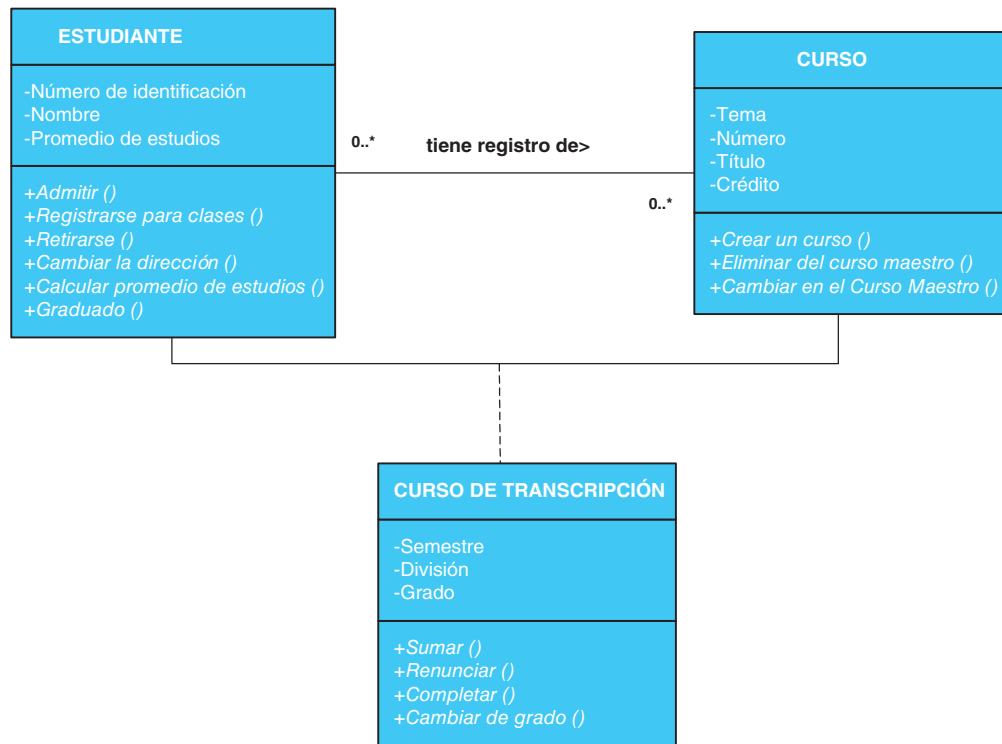 ESTUDIANTE
-Número de identificación
-Nombre
-Promedio de estudios
+Admitir ()
+Registrarse para clases ()
+Retirarse ()
+Cambiar la dirección ()
+Calcular promedio de estudios ()
+Graduado ()
0..*
tiene registro de>
0..*
CURSO
-Tema
-Número
-Título
-Crédito
+Crear un curso ()
+Eliminar del curso maestro ()
+Cambiar en el Curso Maestro ()
CURSO DE TRANSCRIPCIÓN
-Semestre
-División
-Grado
+Sumar ()
+Renunciar ()
+Completar ()
+Cambiar de grado ()